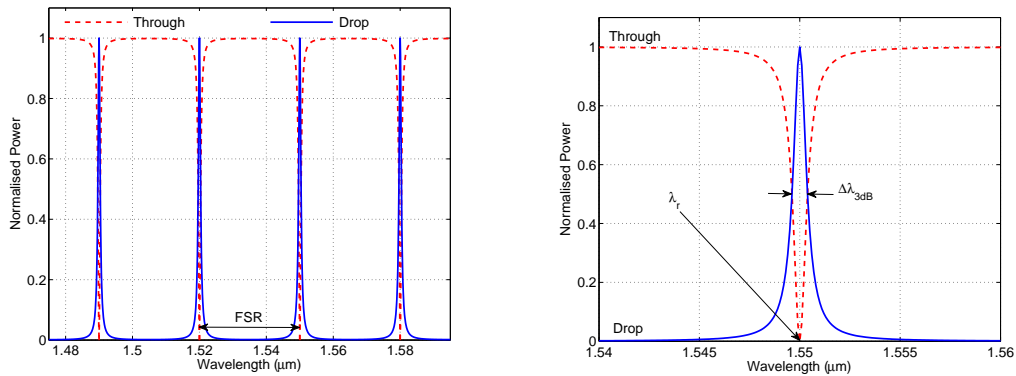 Through
Drop
1
0.8
0.6
0.4
0.2
0
Normalised Power
FSR
1.48 1.5 1.52 1.54 1.56 1.58
Wavelength (μm)
Through
1
0.8
0.6
0.4
0.2
0
Normalised Power
Δλ3dB
λr
Drop
1.54 1.545 1.55 1.555 1.56
Wavelength (μm)